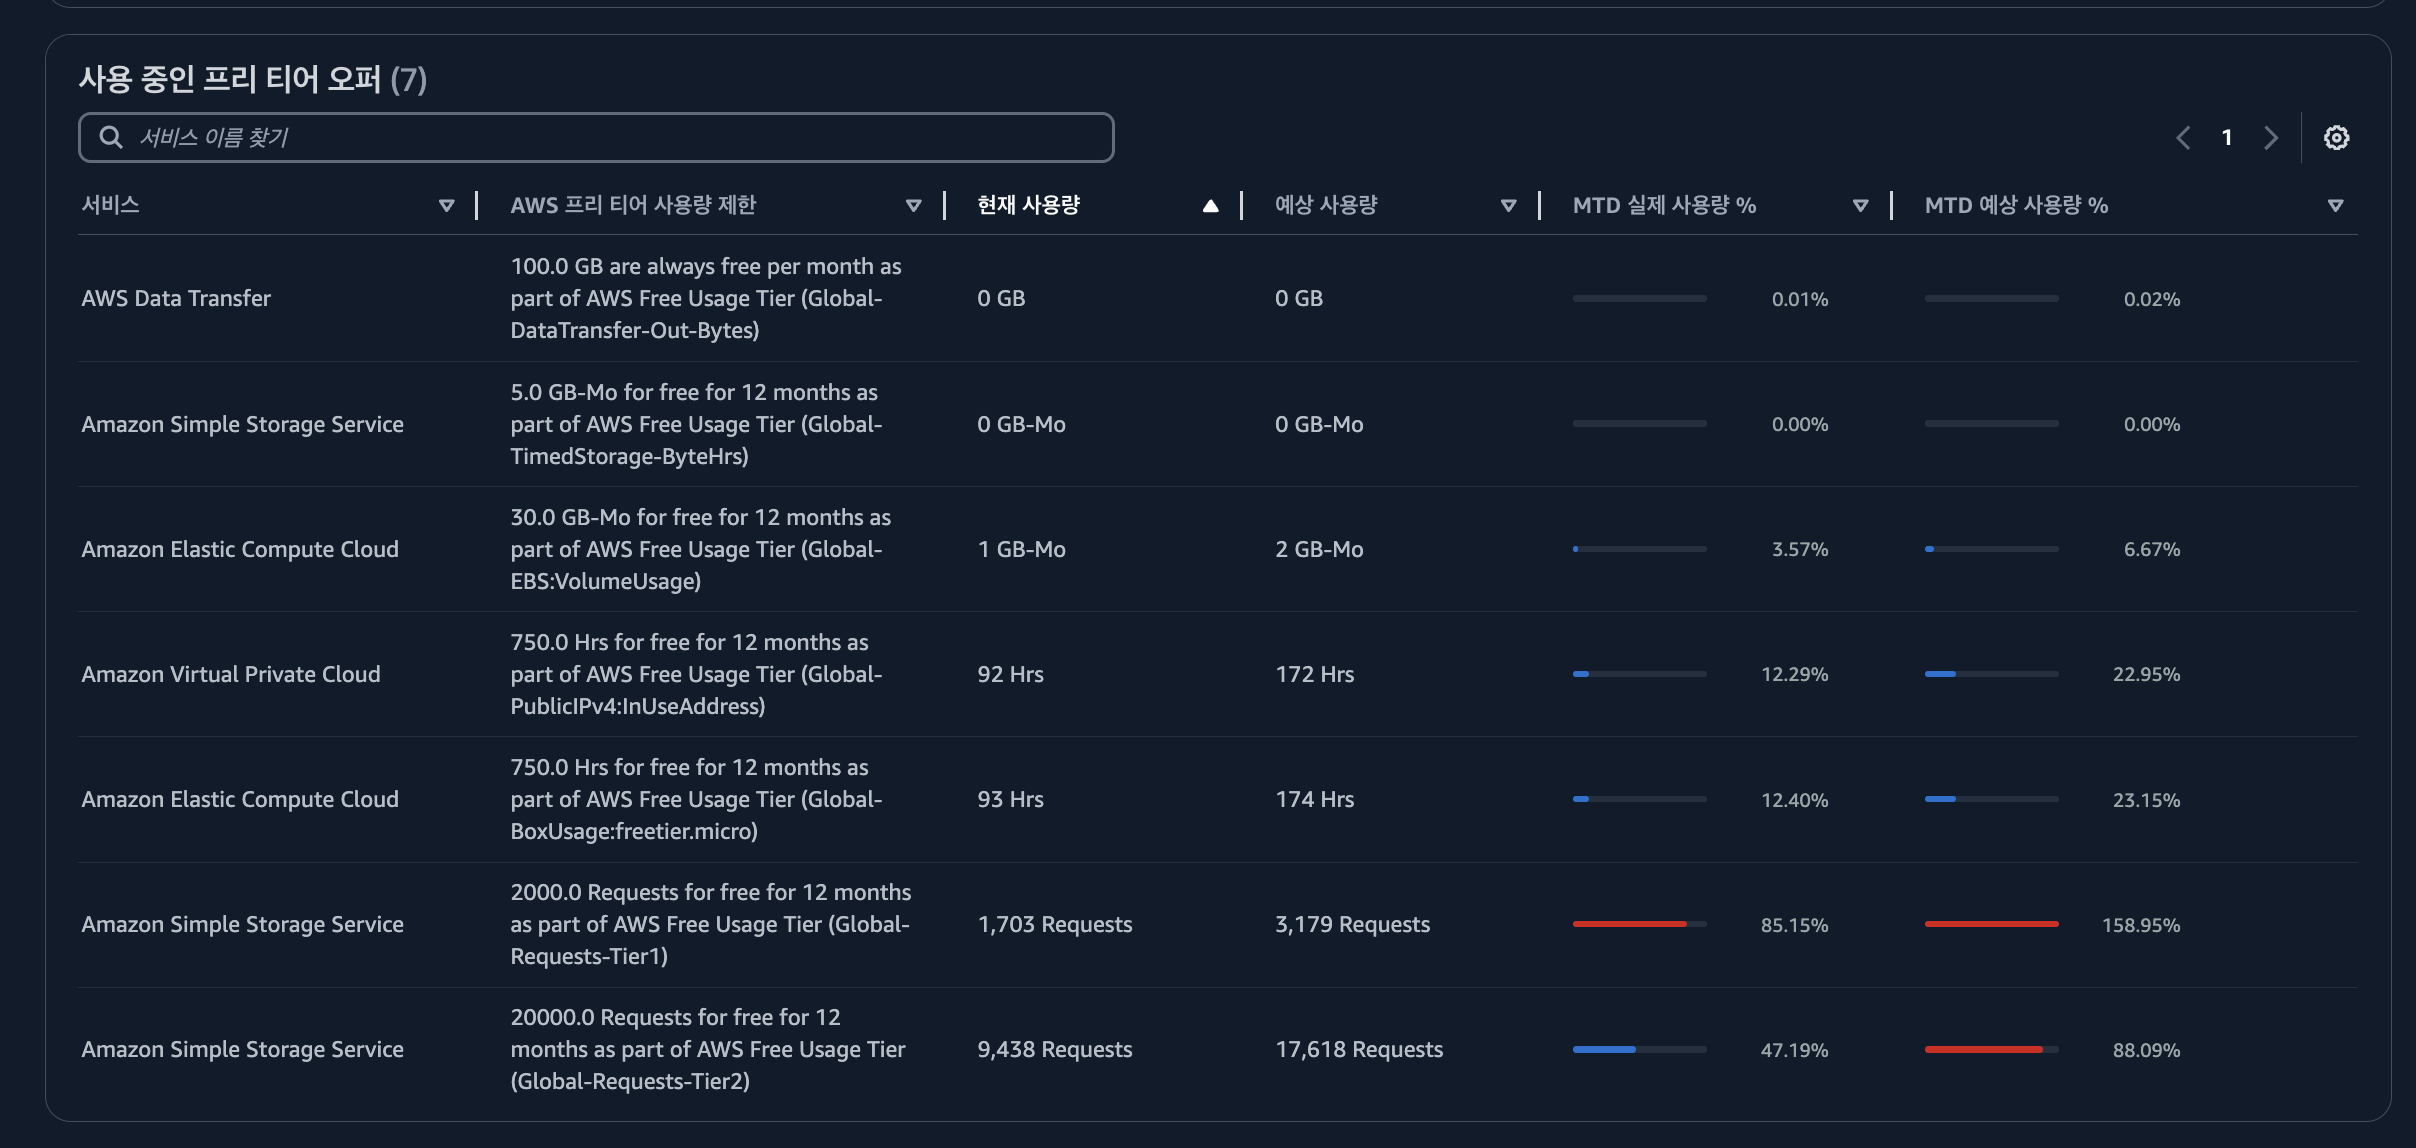 사용 중인 프리 티어 오퍼 (7)
서비스 이름 찾기
1
서비스
AWS 프리 티어 사용량 제한
현재 사용량
예상 사용량
MTD 실제 사용량 %
MTD 예상 사용량 %
AWS Data Transfer
100.0 GB are always free per month as
part of AWS Free Usage Tier (Global-
DataTransfer-Out-Bytes)
0 GB
0 GB
0.01%
0.02%
Amazon Simple Storage Service
5.0 GB-Mo for free for 12 months as
part of AWS Free Usage Tier (Global-
TimedStorage-ByteHrs)
0 GB-Mo
0 GB-Mo
0.00%
0.00%
Amazon Elastic Compute Cloud
30.0 GB-Mo for free for 12 months as
part of AWS Free Usage Tier (Global-
EBS:VolumeUsage)
1 GB-Mo
2 GB-Mo
3.57%
6.67%
Amazon Virtual Private Cloud
750.0 Hrs for free for 12 months as
part of AWS Free Usage Tier (Global-
PublicIPv4:InUseAddress)
92 Hrs
172 Hrs
12.29%
22.95%
Amazon Elastic Compute Cloud
750.0 Hrs for free for 12 months as
part of AWS Free Usage Tier (Global-
BoxUsage:freetier.micro)
93 Hrs
174 Hrs
12.40%
23.15%
Amazon Simple Storage Service
2000.0 Requests for free for 12 months
as part of AWS Free Usage Tier (Global-
Requests-Tier1)
1,703 Requests
3,179 Requests
85.15%
158.95%
Amazon Simple Storage Service
20000.0 Requests for free for 12
months as part of AWS Free Usage Tier
(Global-Requests-Tier2)
9,438 Requests
17,618 Requests
47.19%
88.09%